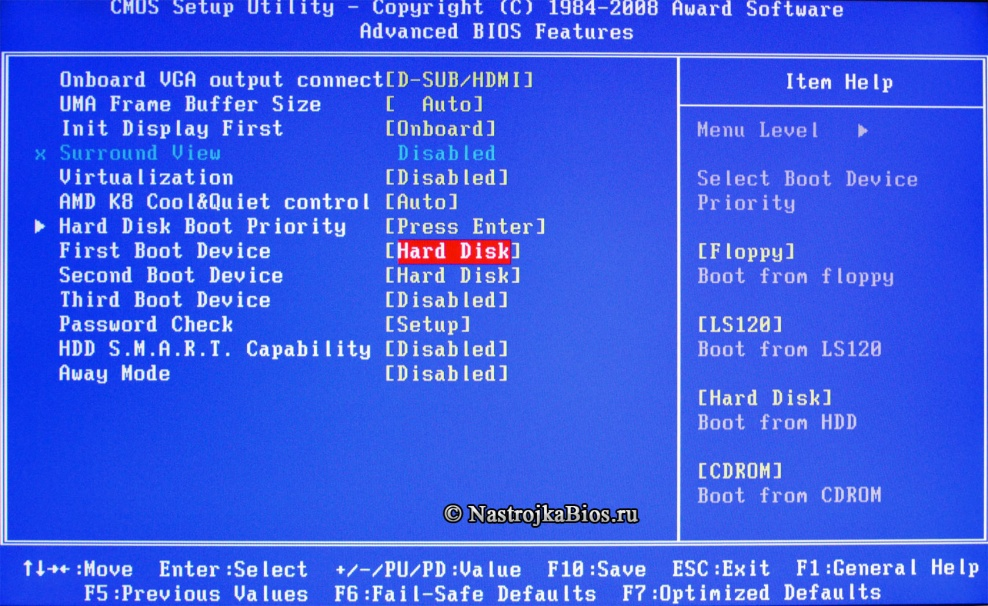 CMOS Setup Utility - Copyright (C) 1984-2008 Award Software
Advanced BIOS Features
Onboard VGA output connect[D-SUB/HDMI]
UMA Frame Buffer Size [ Auto]
Init Display First [Onboard]
x Surround View Disabled
Virtualization [Disabled]
AMD K8 Cool&Quiet control [Auto]
Hard Disk Boot Priority [Press Enter]
First Boot Device [Hard Disk]
Second Boot Device [Hard Disk]
Third Boot Device [Disabled]
Password Check [Setup]
HDD S.M.A.R.T. Capability [Disabled]
Away Mode [Disabled]
Item Help
Menu Level ▶
Select Boot Device
Priority
[Floppy]
Boot from floppy
[LS120]
Boot from LS120
[Hard Disk]
Boot from HDD
[CDROM]
Boot from CDROM
© NastrojkaBios.ru
↑↓→←:Move Enter:Select +/-/PU/PD:Value F10:Save ESC:Exit F1:General Help
F5:Previous Values F6:Fail-Safe Defaults F7:Optimized Defaults